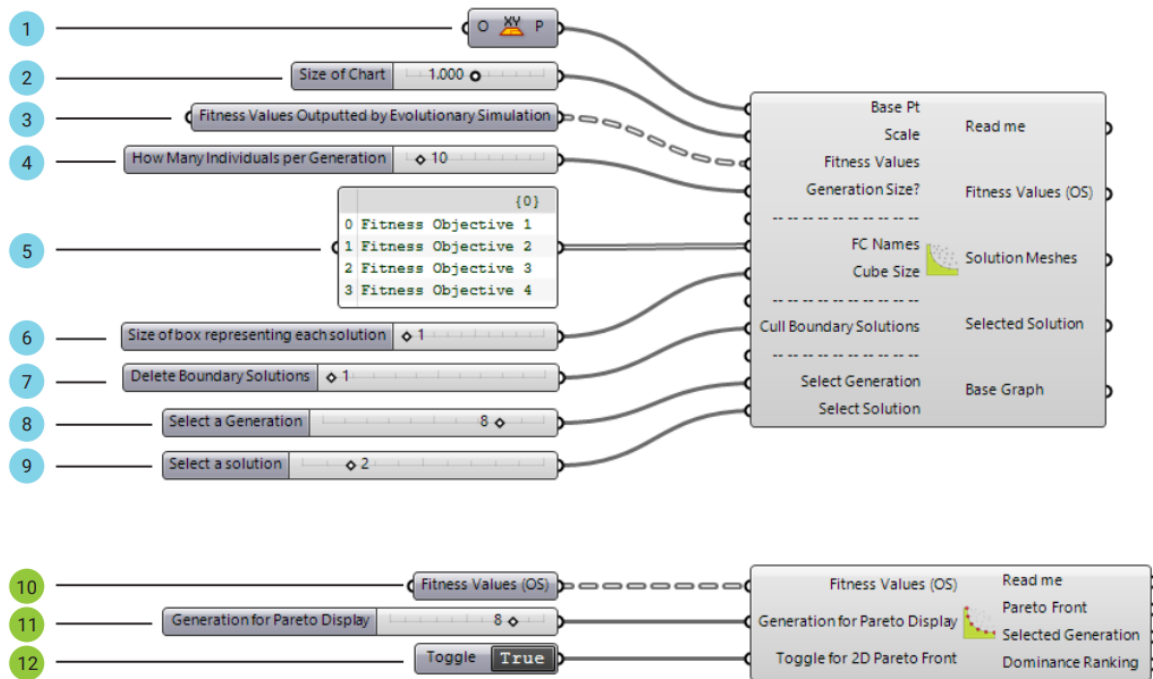 1
O XY P
2
Size of Chart 1.000
3
Fitness Values Outputted by Evolutionary Simulation
4
How Many Individuals per Generation 10
5
{0}
0 Fitness Objective 1
1 Fitness Objective 2
2 Fitness Objective 3
3 Fitness Objective 4
6
Size of box representing each solution 1
7
Delete Boundary Solutions 1
8
Select a Generation 8
9
Select a solution 2
Base Pt
Scale
Fitness Values
Generation Size?
-- -- -- -- -- -- -- -- -- --
FC Names
Cube Size
-- -- -- -- -- -- -- -- -- --
Cull Boundary Solutions
-- -- -- -- -- -- -- -- -- --
Select Generation
Select Solution
Read me
Fitness Values (OS)
Solution Meshes
Selected Solution
Base Graph
10
Fitness Values (OS)
11
Generation for Pareto Display 8
12
Toggle True
Fitness Values (OS)
Generation for Pareto Display
Toggle for 2D Pareto Front
Read me
Pareto Front
Selected Generation
Dominance Ranking